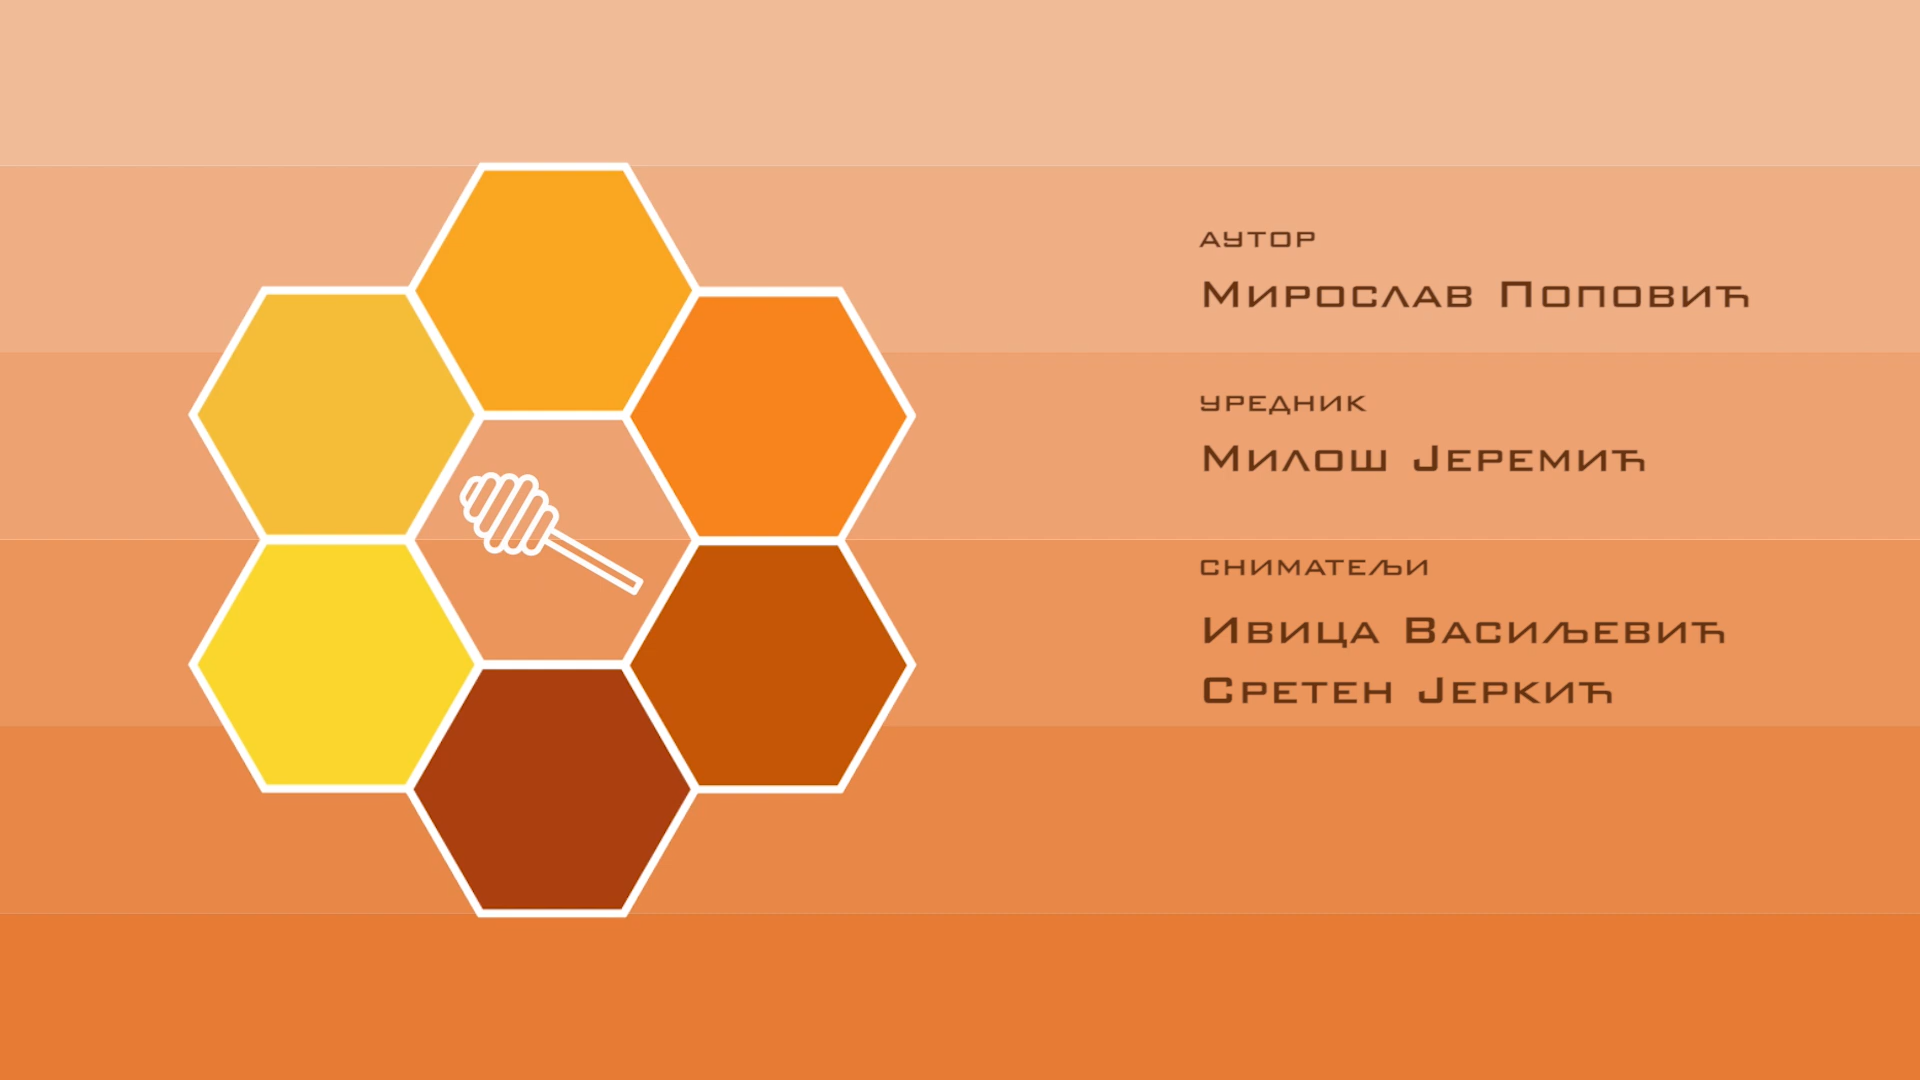 аутор
Мирослав Поповић
уредник
Милош Јеремић
сниматељи
Ивица Васиљевић
Сретен Јеркић